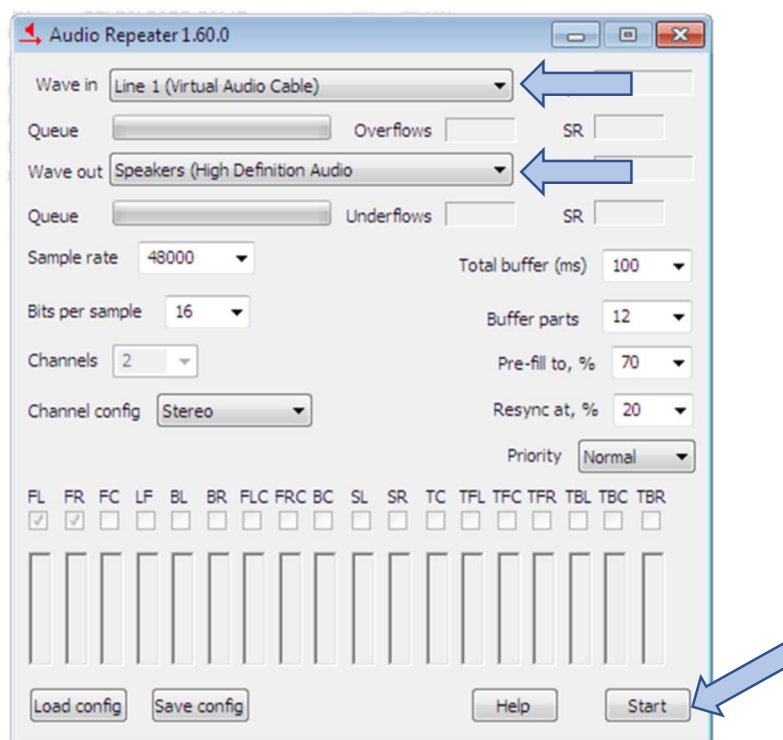 Audio Repeater 1.60.0
Wave in Line 1 (Virtual Audio Cable)
Queue Overflows SR
Wave out Speakers (High Definition Audio
Queue Underflows SR
Sample rate 48000 Total buffer (ms) 100
Bits per sample 16 Buffer parts 12
Channels 2 Pre-fill to, % 70
Channel config Stereo Resync at, % 20
Priority Normal
FL FR FC LF BL BR FLC FRC BC SL SR TC TFL TFC TFR TBL TBC TBR
Load config Save config Help Start